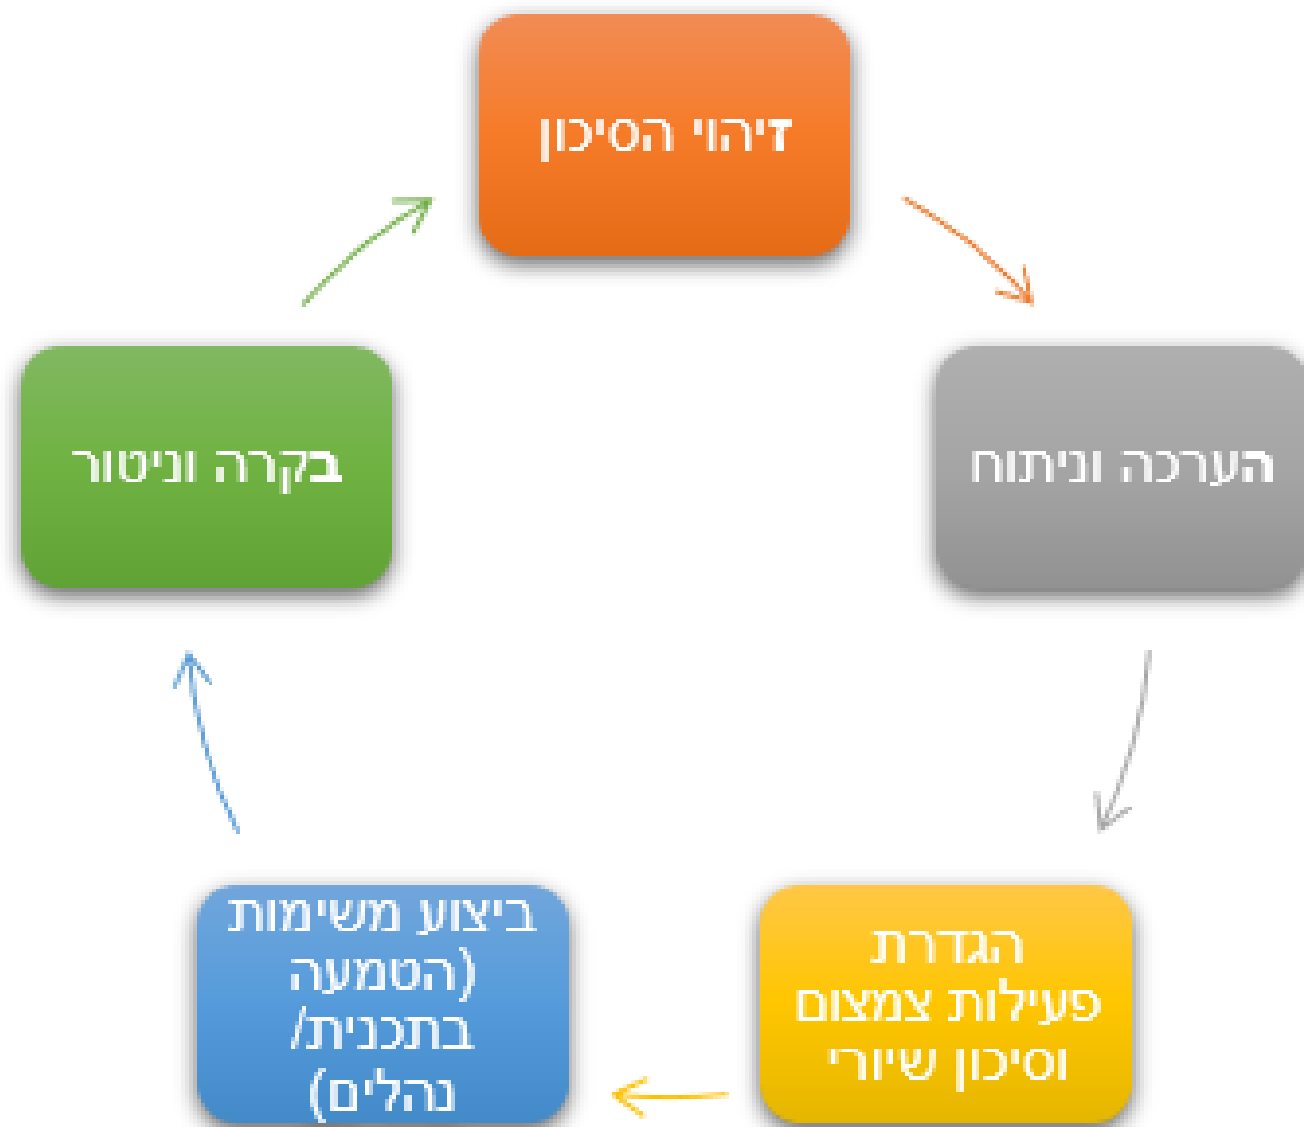 זיהוי הסיכון
הערכה וניתוח
הגדרת
פעילות צמצום
וסיכון שיורי
ביצוע משימות
(הטמעה
בתכנית/
נהלים)
בקרה וניטור